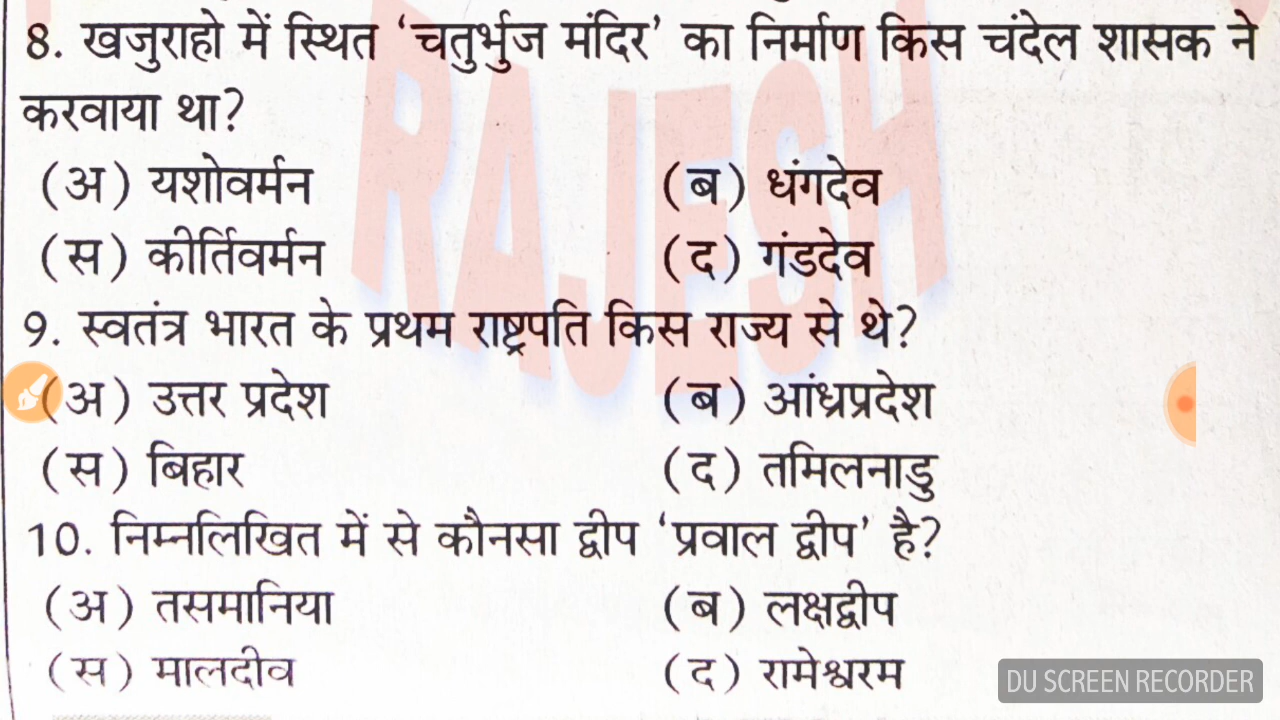 8. खजुराहो में स्थित ‘चतुर्भुज मंदिर’ का निर्माण किस चंदेल शासक ने
करवाया था?
(अ) यशोवर्मन (ब) धंगदेव
(स) कीर्तिवर्मन (द) गंडदेव
9. स्वतंत्र भारत के प्रथम राष्ट्रपति किस राज्य से थे?
(अ) उत्तर प्रदेश (ब) आंध्रप्रदेश
(स) बिहार (द) तमिलनाडु
10. निम्नलिखित में से कौनसा द्वीप ‘प्रवाल द्वीप’ है?
(अ) तसमानिया (ब) लक्षद्वीप
(स) मालदीव (द) रामेश्वरम
RAJESH
DU SCREEN RECORDER